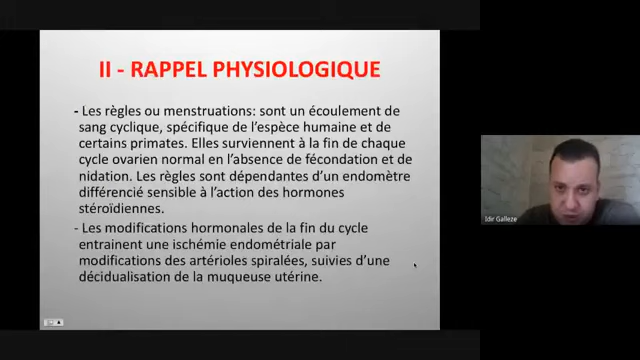 II - RAPPEL PHYSIOLOGIQUE
- Les règles ou menstruations: sont un écoulement de
sang cyclique, spécifique de l'espèce humaine et de
certains primates. Elles surviennent à la fin de chaque
cycle ovarien normal en l'absence de fécondation et de
nidation. Les règles sont dépendantes d'un endomètre
différencié sensible à l'action des hormones
stéroïdiennes.
- Les modifications hormonales de la fin du cycle
entrainent une ischémie endométriale par
modifications des artérioles spiralées, suivies d'une
décidualisation de la muqueuse utérine.
Idir Galleze